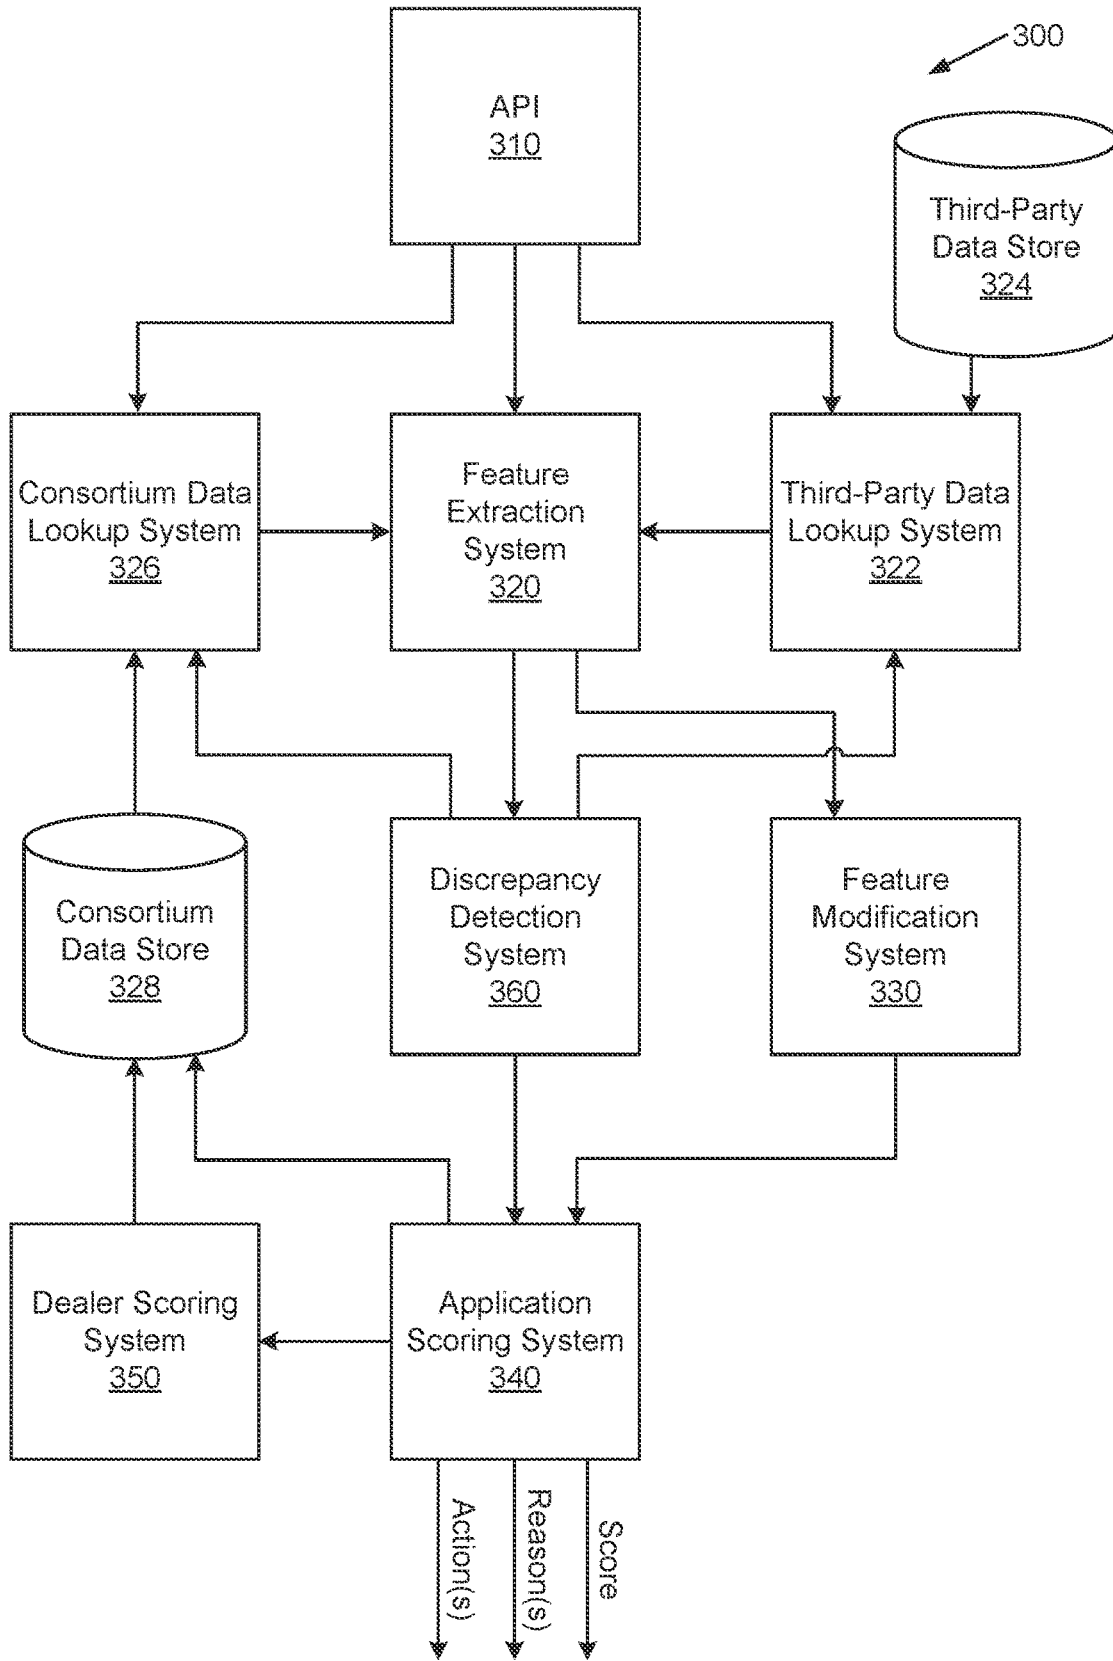 300
API
310
Third-Party
Data Store
324
Consortium Data
Lookup System
326
Feature
Extraction
System
320
Third-Party Data
Lookup System
322
Consortium
Data Store
328
Discrepancy
Detection
System
360
Feature
Modification
System
330
Dealer Scoring
System
350
Application
Scoring System
340
Action(s)
Reason(s)
Score